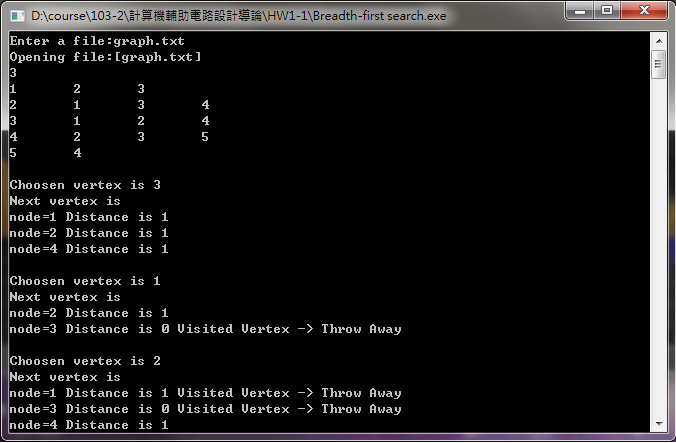 D:\course\103-2\計算機輔助電路設計導論\HW1-1\Breadth-first search.exe
Enter a file:graph.txt
Opening file:[graph.txt]
3
1 2 3
2 1 3 4
3 1 2 4
4 2 3 5
5 4
Choosen vertex is 3
Next vertex is
node=1 Distance is 1
node=2 Distance is 1
node=4 Distance is 1
Choosen vertex is 1
Next vertex is
node=2 Distance is 1
node=3 Distance is 0 Visited Vertex -> Throw Away
Choosen vertex is 2
Next vertex is
node=1 Distance is 1 Visited Vertex -> Throw Away
node=3 Distance is 0 Visited Vertex -> Throw Away
node=4 Distance is 1